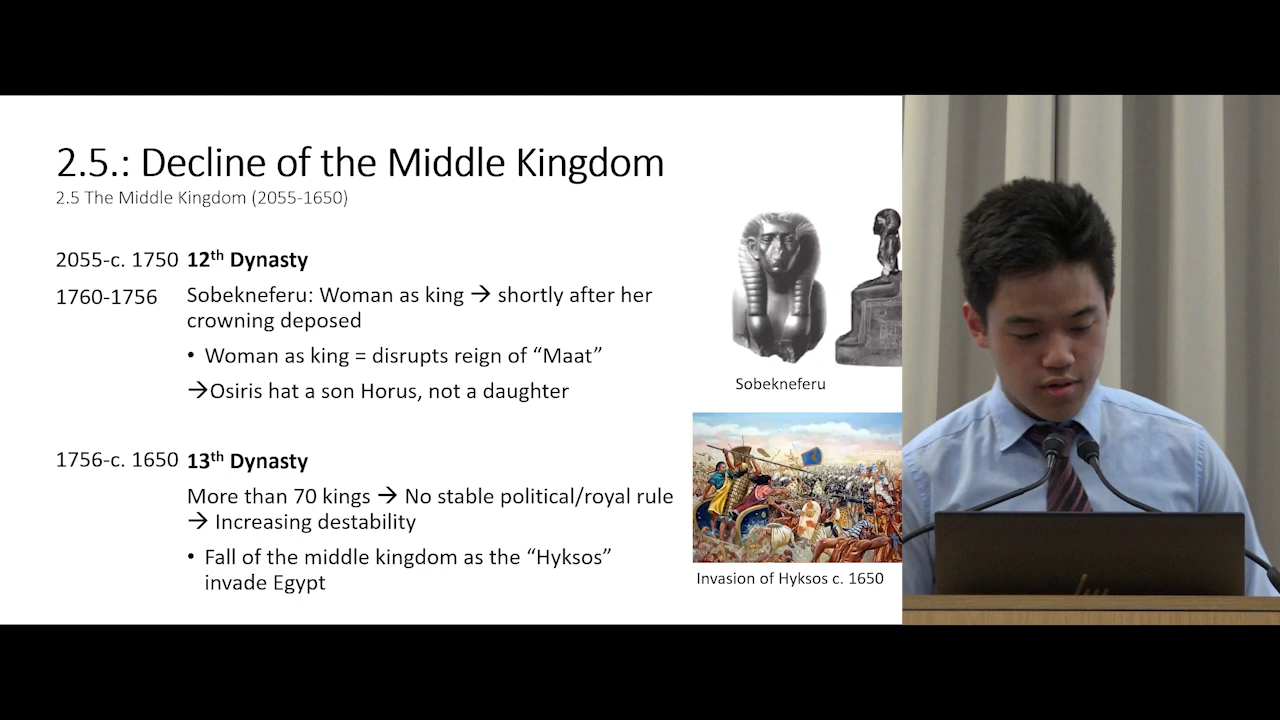 2.5.: Decline of the Middle Kingdom
2.5 The Middle Kingdom (2055-1650)
2055-c. 1750 12th Dynasty
1760-1756 Sobekneferu: Woman as king → shortly after her
crowning deposed
• Woman as king = disrupts reign of “Maat”
→Osiris hat a son Horus, not a daughter
Sobekneferu
1756-c. 1650 13th Dynasty
More than 70 kings → No stable political/royal rule
→ Increasing destability
• Fall of the middle kingdom as the “Hyksos”
invade Egypt
Invasion of Hyksos c. 1650
hp